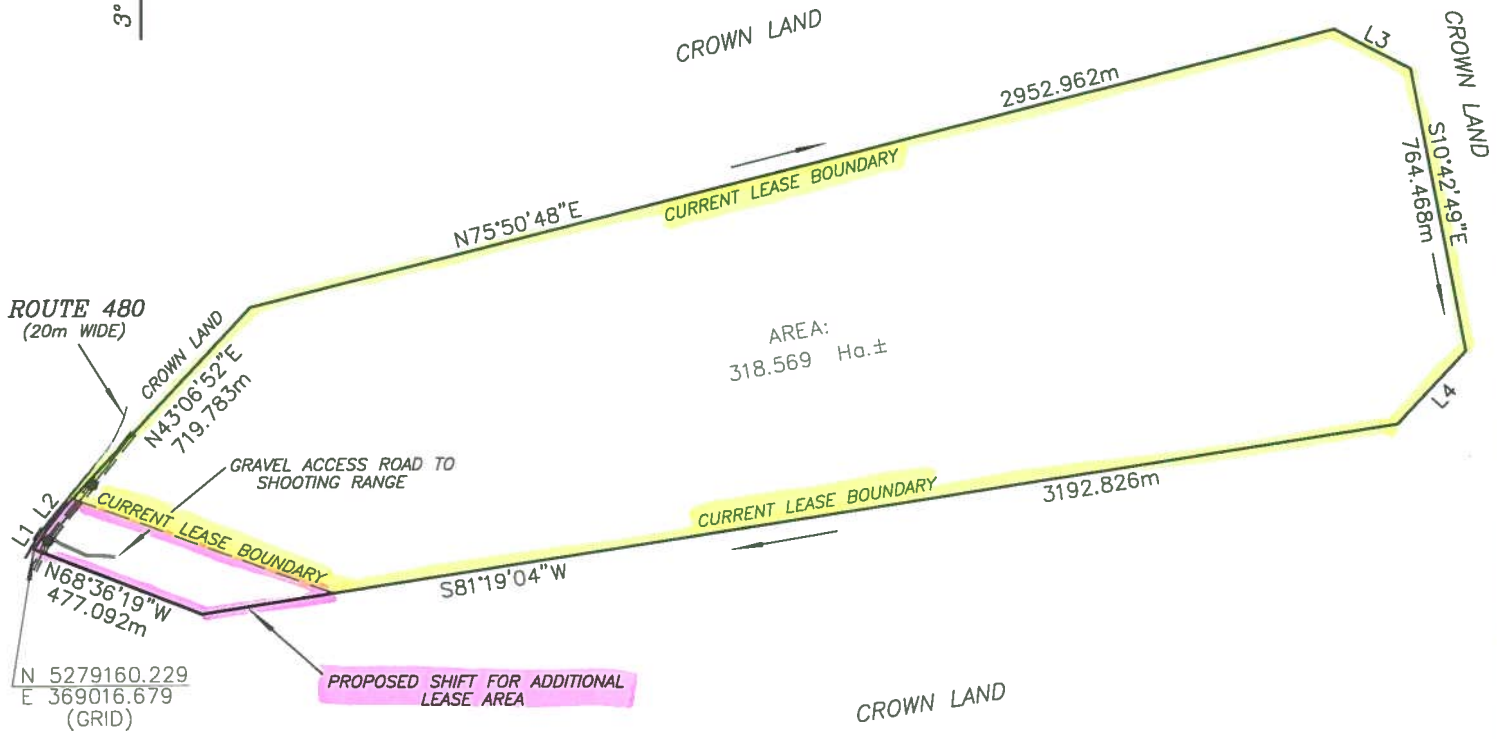 3°
CROWN LAND
L3
CROWN LAND
2952.962m
S10°42'49"E
764.468m
CURRENT LEASE BOUNDARY
N75°50'48"E
ROUTE 480
(20m WIDE)
CROWN LAND
N43°06'52"E
719.783m
AREA:
318.569 Ha.±
L4
GRAVEL ACCESS ROAD TO
SHOOTING RANGE
L1 L2
CURRENT LEASE BOUNDARY
CURRENT LEASE BOUNDARY
3192.826m
S81°19'04"W
N68°36'19"W
477.092m
N 5279160.229
E 369016.679
(GRID)
PROPOSED SHIFT FOR ADDITIONAL
LEASE AREA
CROWN LAND